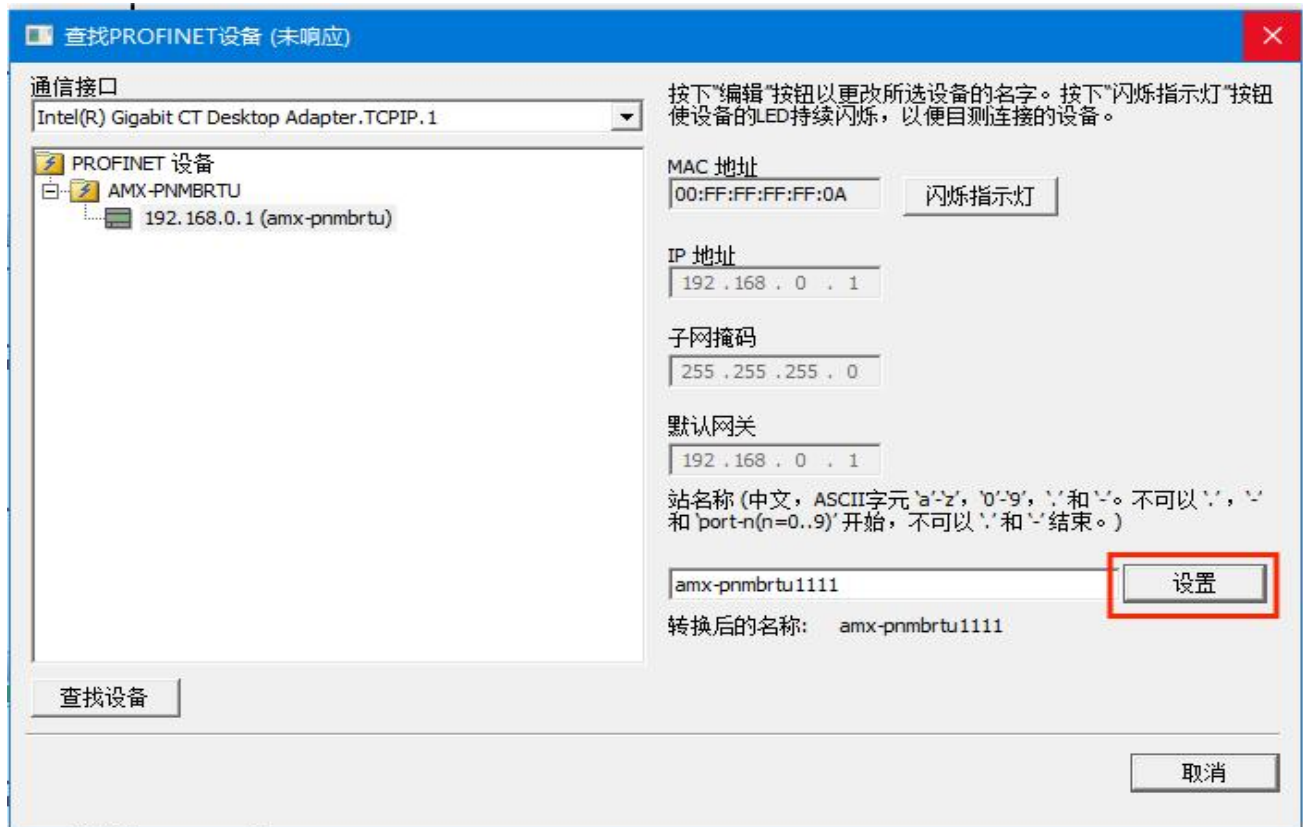 查找PROFINET设备 (未响应)
通信接口
Intel(R) Gigabit CT Desktop Adapter.TCPIP.1
PROFINET 设备
AMX-PNMBRTU
192.168.0.1 (amx-pnmbrtu)
查找设备
按下"编辑"按钮以更改所选设备的名字。按下"闪烁指示灯"按钮
使设备的LED持续闪烁，以便目测连接的设备。
MAC 地址
00:FF:FF:FF:FF:0A
闪烁指示灯
IP 地址
192 . 168 . 0 . 1
子网掩码
255 . 255 . 255 . 0
默认网关
192 . 168 . 0 . 1
站名称 (中文，ASCII字元 'a'-'z'，'0'-'9'，'.' 和 '-'。不可以 '.'，'-'
和 'port-n(n=0..9)' 开始，不可以 '.' 和 '-' 结束。)
amx-pnmbrtu1111
设置
转换后的名称: amx-pnmbrtu1111
取消